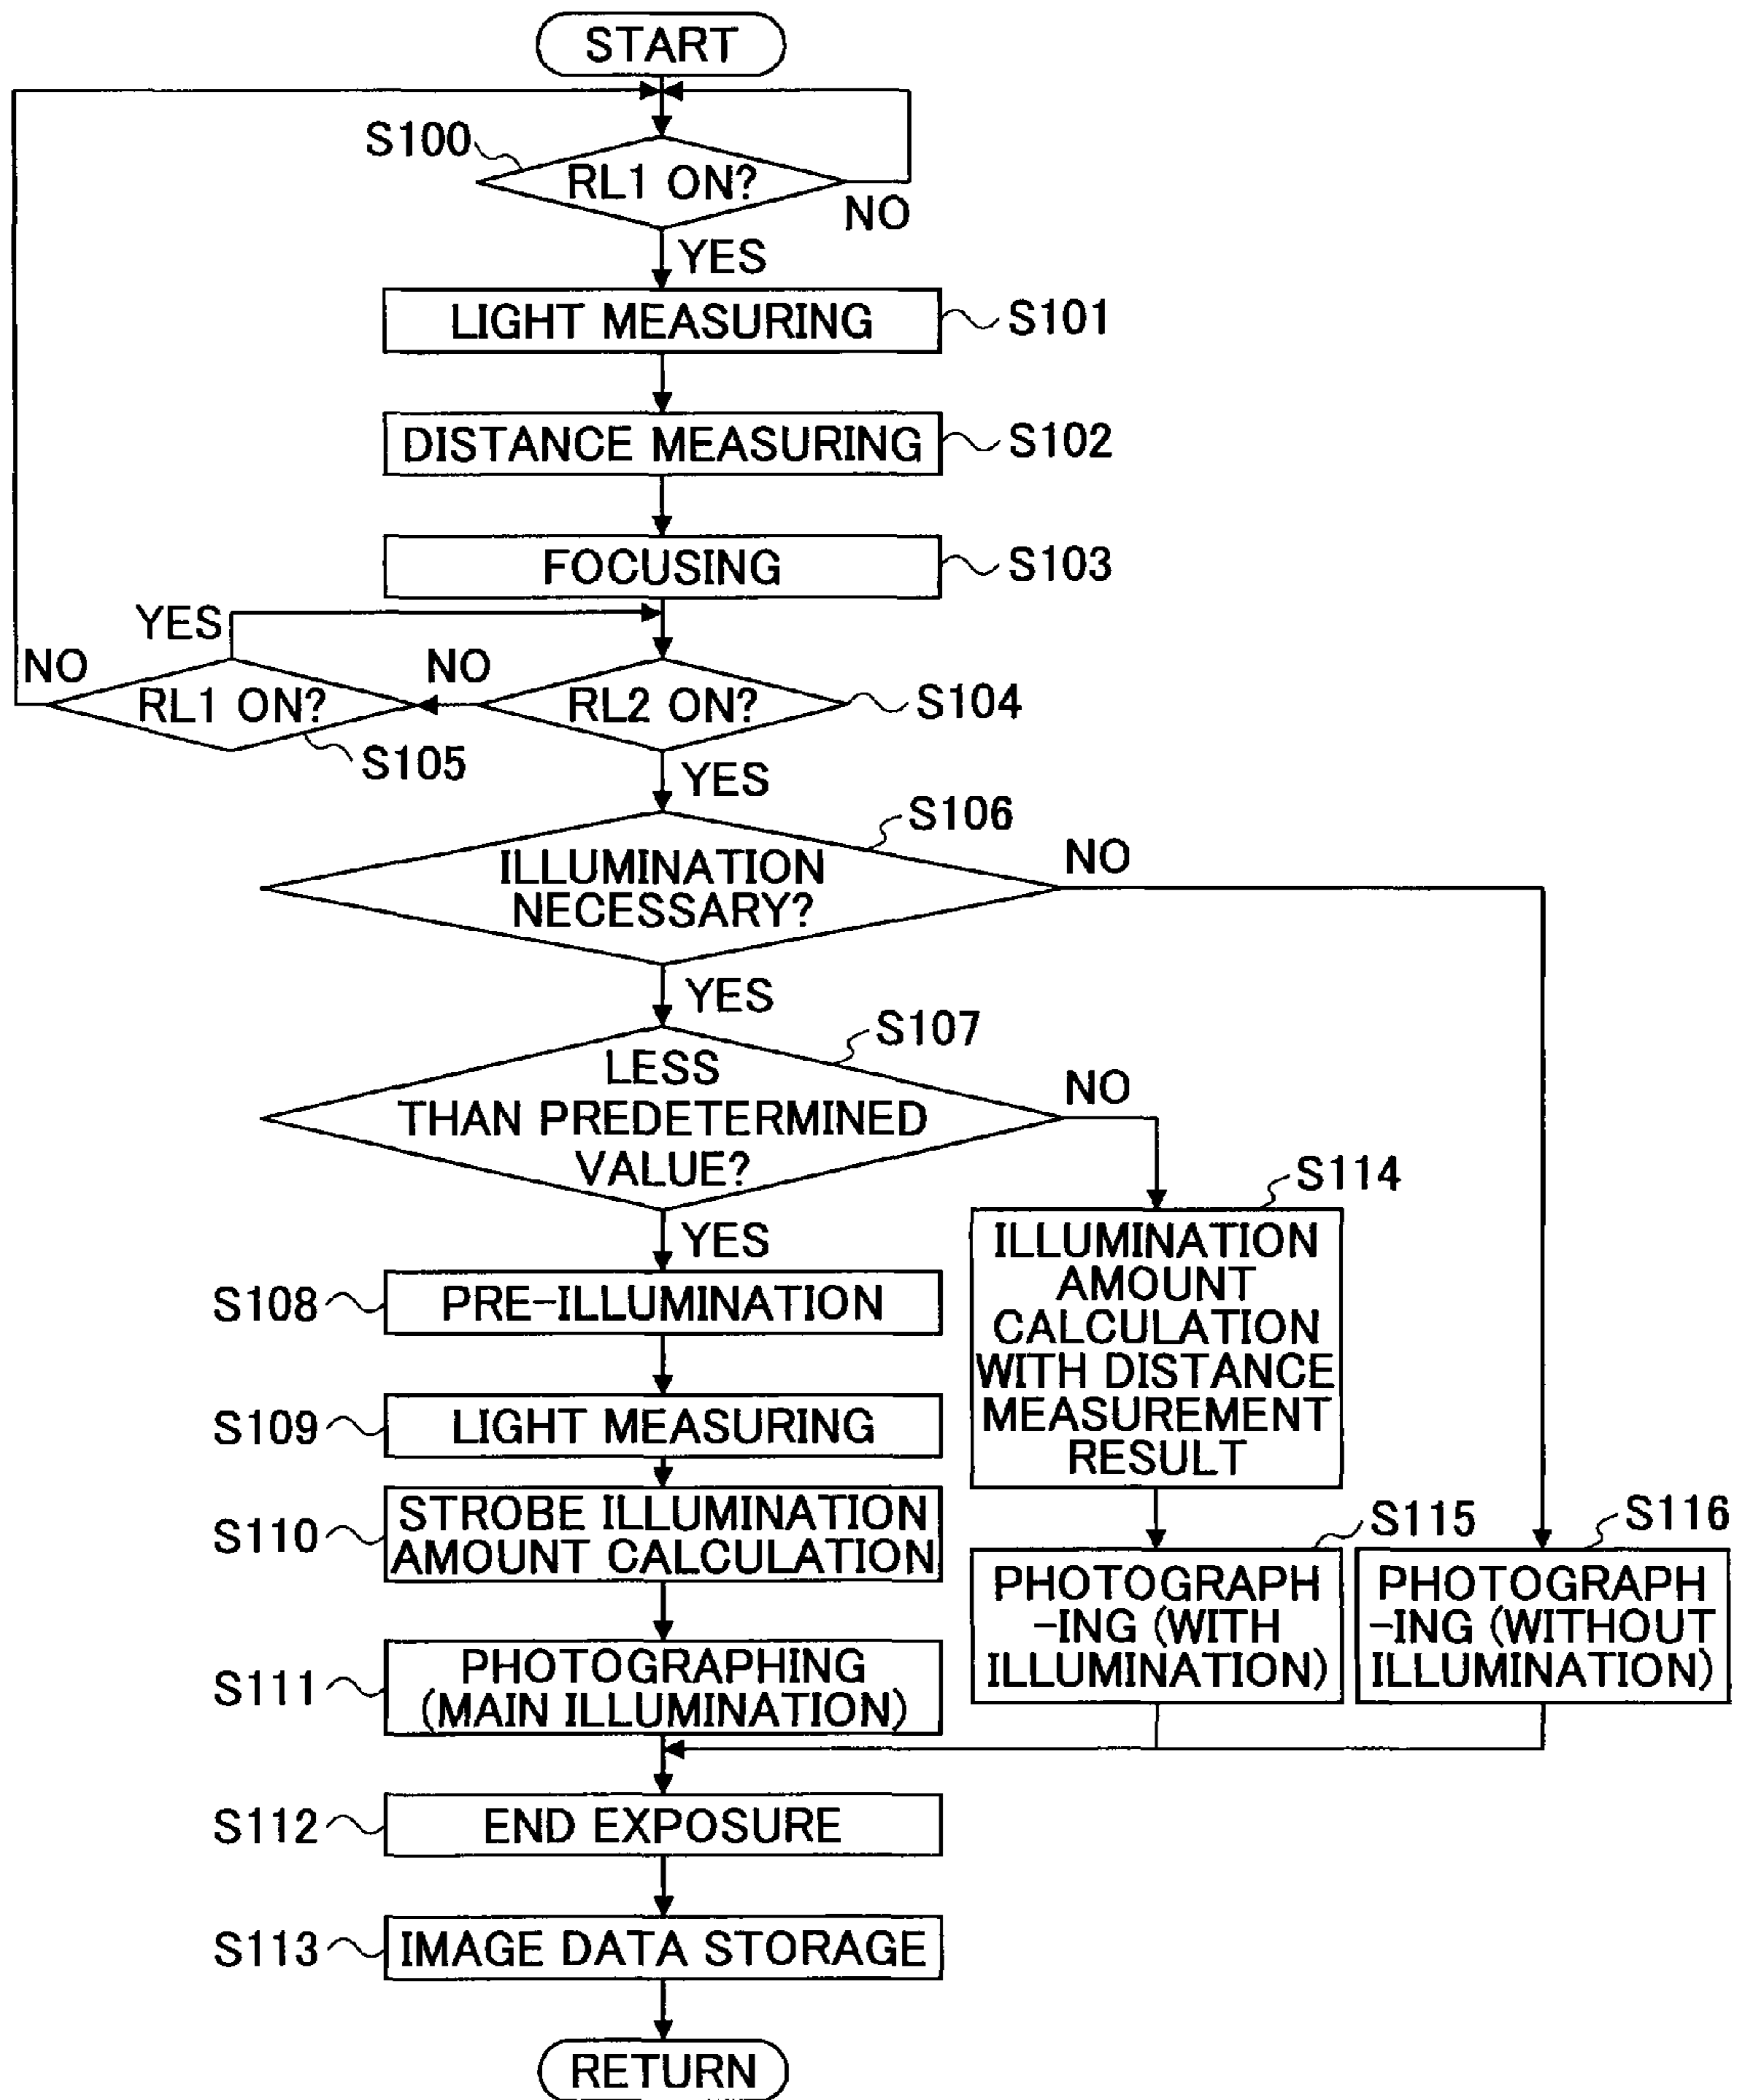 START
S100
RL1 ON?
NO
YES
LIGHT MEASURING
S101
DISTANCE MEASURING
S102
FOCUSING
S103
YES
NO
RL1 ON?
S105
NO
RL2 ON?
S104
YES
S106
ILLUMINATION
NECESSARY?
NO
YES
S107
LESS
THAN PREDETERMINED
VALUE?
NO
YES
S114
ILLUMINATION
AMOUNT
CALCULATION
WITH DISTANCE
MEASUREMENT
RESULT
S108
PRE-ILLUMINATION
S109
LIGHT MEASURING
S110
STROBE ILLUMINATION
AMOUNT CALCULATION
S115
PHOTOGRAPH
-ING (WITH
ILLUMINATION)
S116
PHOTOGRAPH
-ING (WITHOUT
ILLUMINATION)
S111
PHOTOGRAPHING
(MAIN ILLUMINATION)
S112
END EXPOSURE
S113
IMAGE DATA STORAGE
RETURN